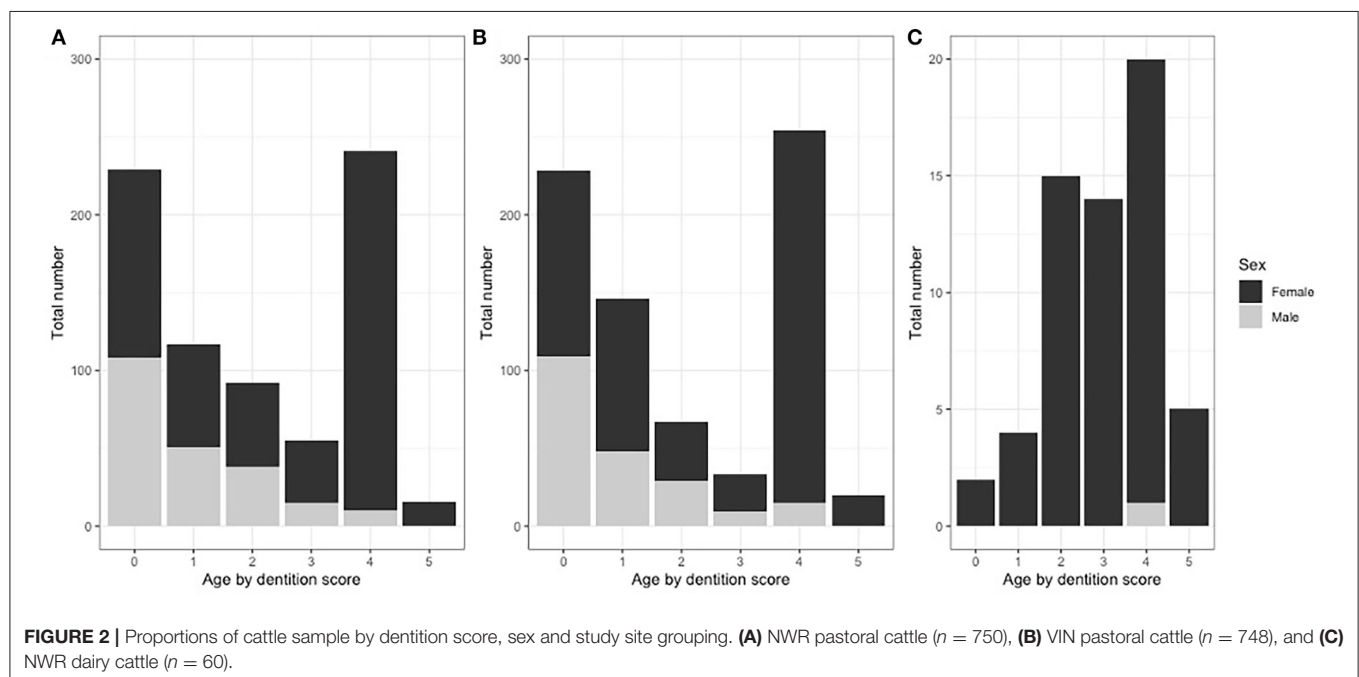 A
B
C
300
200
100
0
Total number
0 1 2 3 4 5
Age by dentition score
300
200
100
0
Total number
0 1 2 3 4 5
Age by dentition score
20
15
10
5
0
Total number
0 1 2 3 4 5
Age by dentition score
Sex
Female
Male
FIGURE 2 | Proportions of cattle sample by dentition score, sex and study site grouping. (A) NWR pastoral cattle (n = 750), (B) VIN pastoral cattle (n = 748), and (C)
NWR dairy cattle (n = 60).